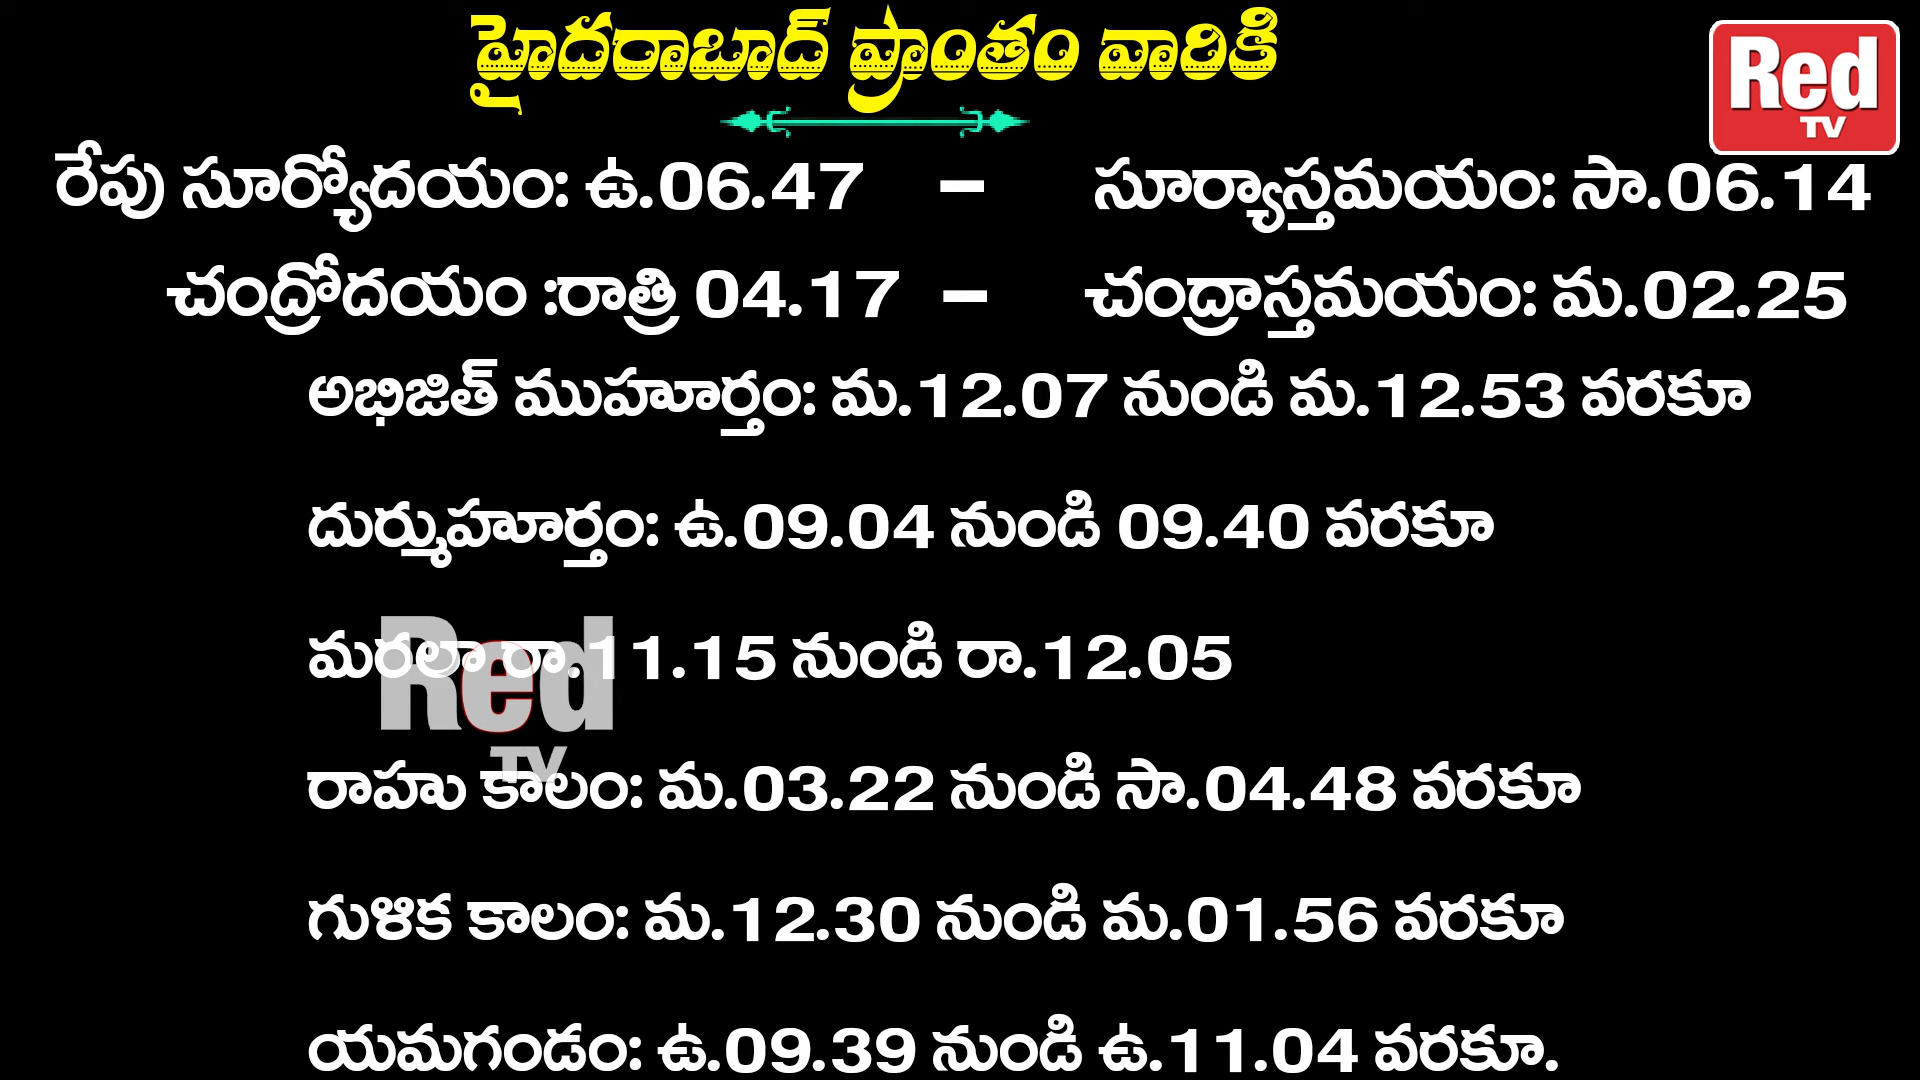 హైదరాబాద్ ప్రాంతం వారికి
Red
TV
రేపు సూర్యోదయం: ఉ.06.47 – సూర్యాస్తమయం: సా.06.14
చంద్రోదయం :రాత్రి 04.17 – చంద్రాస్తమయం: మ.02.25
అభిజిత్ ముహూర్తం: మ.12.07 నుండి మ.12.53 వరకూ
దుర్ముహూర్తం: ఉ.09.04 నుండి 09.40 వరకూ
మరలా రా.11.15 నుండి రా.12.05
Red
TV
రాహు కాలం: మ.03.22 నుండి సా.04.48 వరకూ
గుళిక కాలం: మ.12.30 నుండి మ.01.56 వరకూ
యమగండం: ఉ.09.39 నుండి ఉ.11.04 వరకూ.